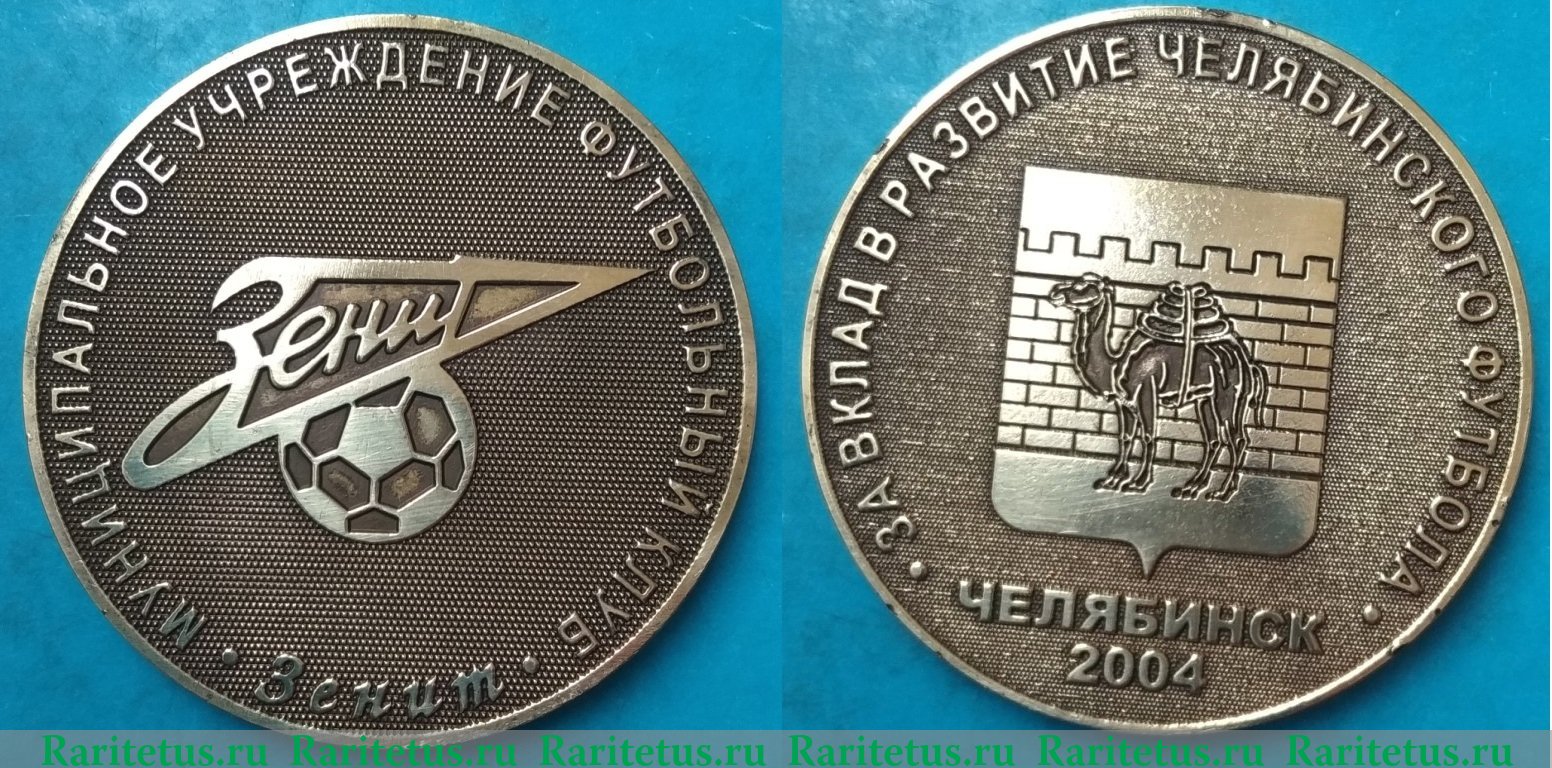 МУНИЦИПАЛЬНОЕ УЧРЕЖДЕНИЕ ФУТБОЛЬНЫЙ КЛУБ
• Зенит •
Зенит
ЗА ВКЛАД В РАЗВИТИЕ ЧЕЛЯБИНСКОГО ФУТБОЛА
ЧЕЛЯБИНСК
2004
Raritetus.ru Raritetus.ru Raritetus.ru Raritetus.ru Raritetus.ru Raritetus.ru